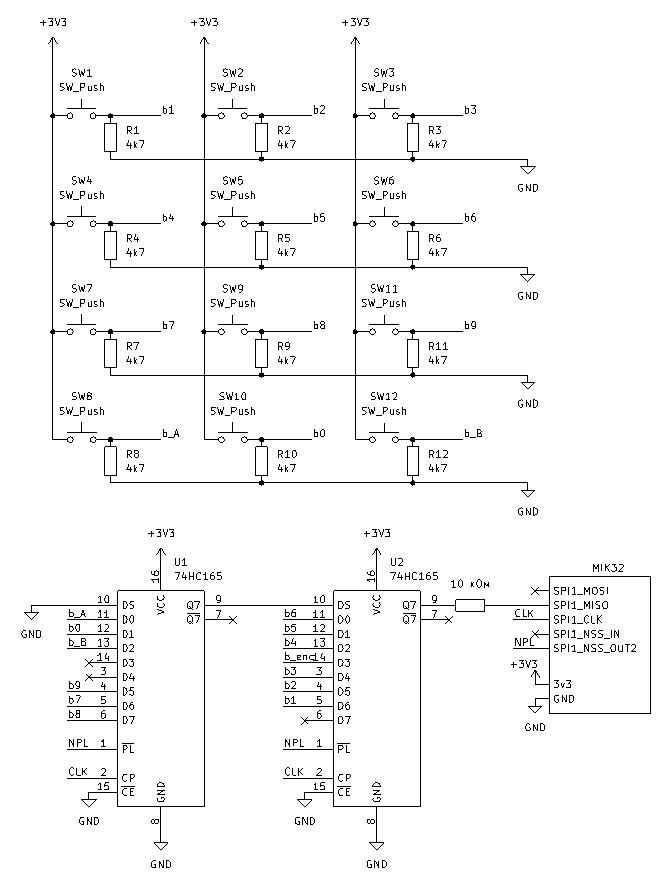 +3V3 +3V3 +3V3
SW1 SW2 SW3
SW_Push SW_Push SW_Push
b1 b2 b3
R1 R2 R3
4k7 4k7 4k7
GND
SW4 SW5 SW6
SW_Push SW_Push SW_Push
b4 b5 b6
R4 R5 R6
4k7 4k7 4k7
GND
SW7 SW9 SW11
SW_Push SW_Push SW_Push
b7 b8 b9
R7 R9 R11
4k7 4k7 4k7
GND
SW8 SW10 SW12
SW_Push SW_Push SW_Push
b_A b0 b_B
R8 R10 R12
4k7 4k7 4k7
GND
+3V3
U1
74HC165
16
VCC
10 DS
GND
b_A 11 D0
b0 12 D1
b_B 13 D2
14 D3
3 D4
b9 4 D5
b7 5 D6
b8 6 D7
NPL 1 PL
CLK 2 CP
15 CE
GND
Q7 9
Q7 7
GND
8
GND
+3V3
U2
74HC165
16
VCC
10 DS
b6 11 D0
b5 12 D1
b4 13 D2
b_enc 14 D3
b3 3 D4
b2 4 D5
b1 5 D6
6 D7
NPL 1 PL
CLK 2 CP
15 CE
GND
Q7 9
Q7 7
GND
8
GND
10 кОм
MIK32
SPI1_MOSI
SPI1_MISO
CLK SPI1_CLK
SPI1_NSS_IN
NPL SPI1_NSS_OUT2
+3V3
3v3
GND
GND